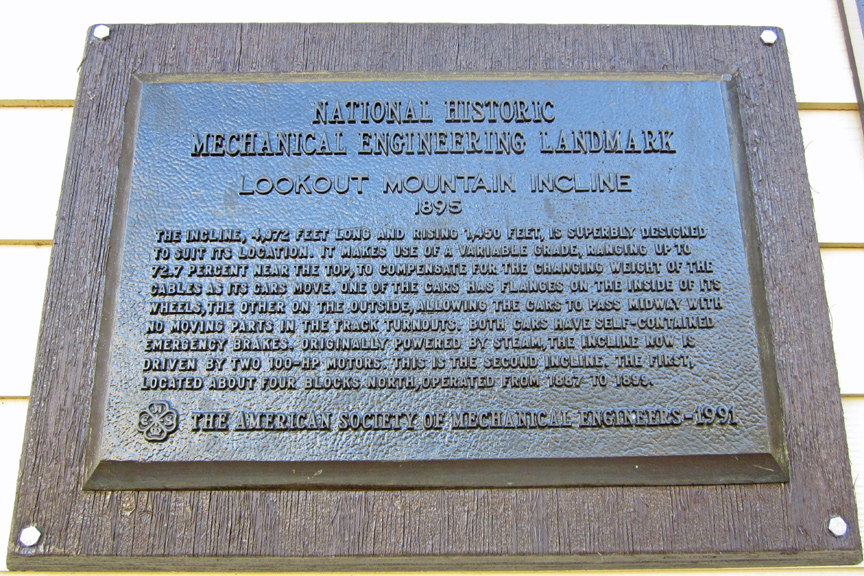 NATIONAL HISTORIC
MECHANICAL ENGINEERING LANDMARK
LOOKOUT MOUNTAIN INCLINE
1895
THE INCLINE, 4,972 FEET LONG AND RISING 1,450 FEET, IS SUPERBLY DESIGNED
TO SUIT ITS LOCATION. IT MAKES USE OF A VARIABLE GRADE, RANGING UP TO
72.7 PERCENT NEAR THE TOP, TO COMPENSATE FOR THE CHANGING WEIGHT OF THE
CABLES AS ITS CARS MOVE. ONE OF THE CARS HAS FLANGES ON THE INSIDE OF ITS
WHEELS, THE OTHER ON THE OUTSIDE, ALLOWING THE CARS TO PASS MIDWAY WITH
NO MOVING PARTS IN THE TRACK TURNOUTS. BOTH CARS HAVE SELF-CONTAINED
EMERGENCY BRAKES. ORIGINALLY POWERED BY STEAM, THE INCLINE NOW IS
DRIVEN BY TWO 100-HP MOTORS. THIS IS THE SECOND INCLINE. THE FIRST,
LOCATED ABOUT FOUR BLOCKS NORTH, OPERATED FROM 1887 TO 1899.
THE AMERICAN SOCIETY OF MECHANICAL ENGINEERS-1991